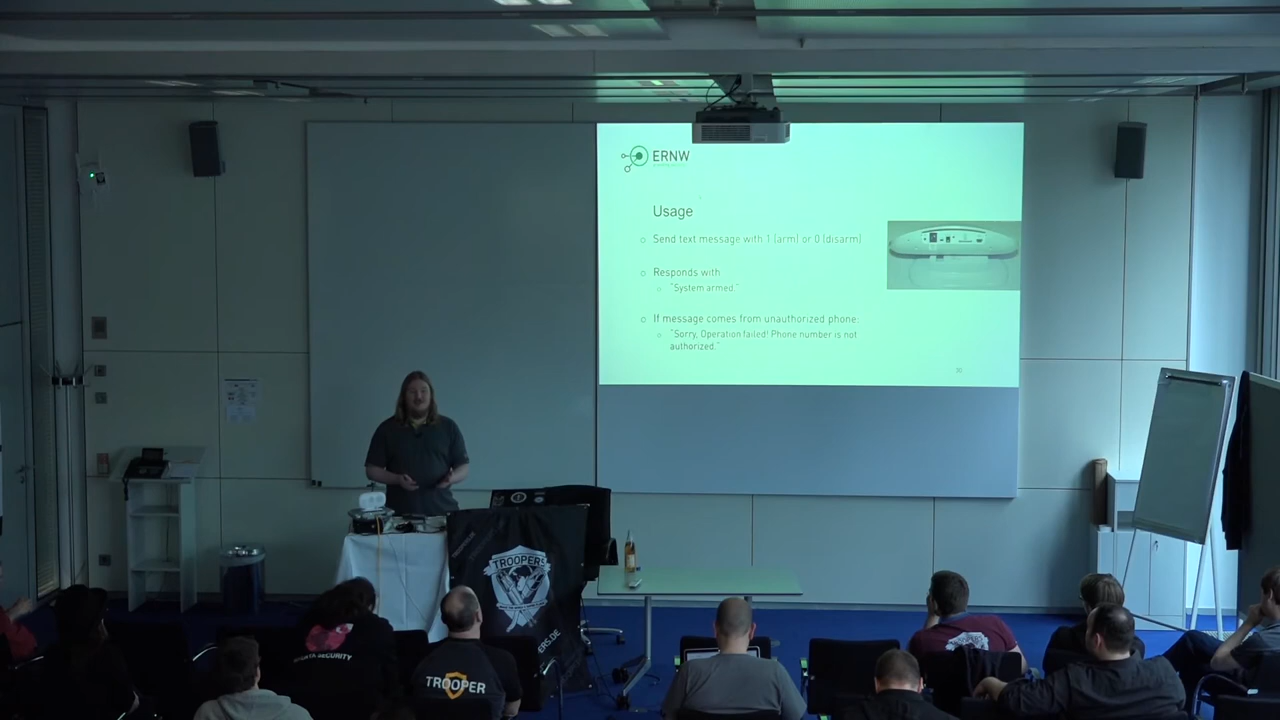 ERNW
Usage
Send text message with 1 (arm) or 0 (disarm)
Responds with
"System armed."
If message comes from unauthorized phone:
"Sorry, Operation failed! Phone number is not
authorized."
30
TROOPERS
TROOPER